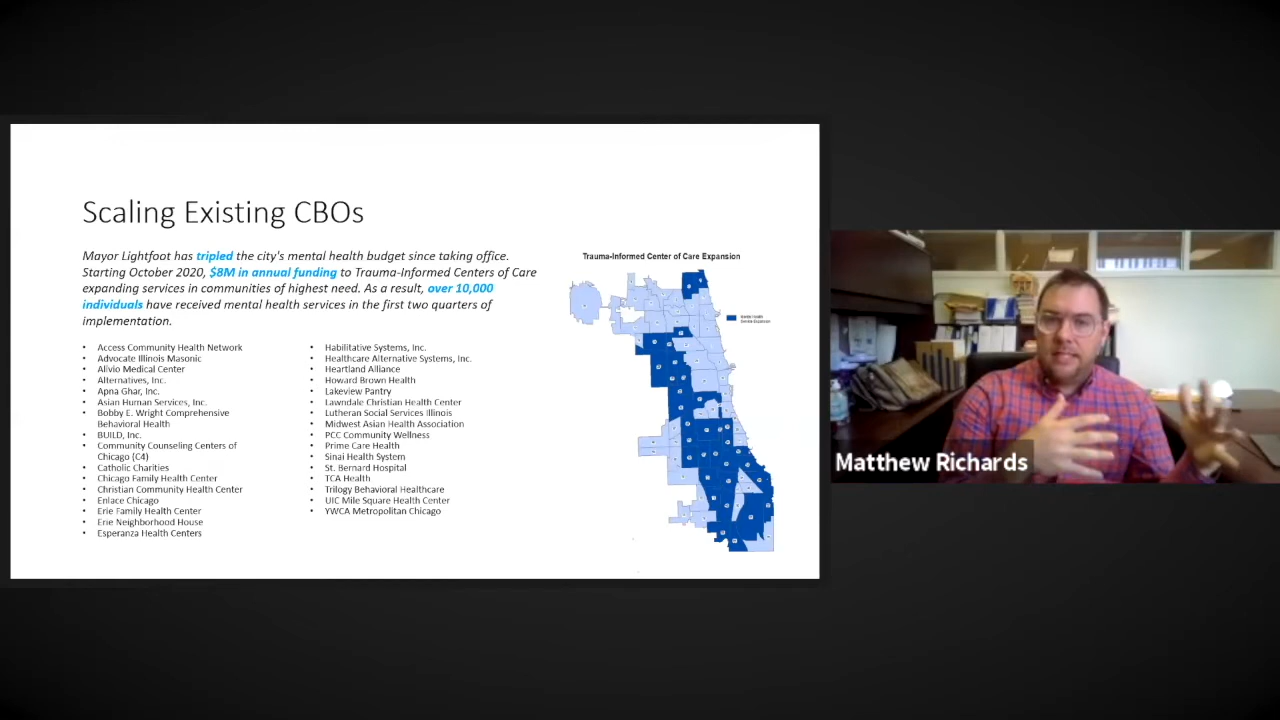 Scaling Existing CBOs
Mayor Lightfoot has tripled the city's mental health budget since taking office.
Starting October 2020, $8M in annual funding to Trauma-Informed Centers of Care
expanding services in communities of highest need. As a result, over 10,000
individuals have received mental health services in the first two quarters of
implementation.
• Access Community Health Network
• Advocate Illinois Masonic
• Alivio Medical Center
• Alternatives, Inc.
• Apna Ghar, Inc.
• Asian Human Services, Inc.
• Bobby E. Wright Comprehensive
Behavioral Health
• BUILD, Inc.
• Community Counseling Centers of
Chicago (C4)
• Catholic Charities
• Chicago Family Health Center
• Christian Community Health Center
• Enlace Chicago
• Erie Family Health Center
• Erie Neighborhood House
• Esperanza Health Centers
• Habilitative Systems, Inc.
• Healthcare Alternative Systems, Inc.
• Heartland Alliance
• Howard Brown Health
• Lakeview Pantry
• Lawndale Christian Health Center
• Lutheran Social Services Illinois
• Midwest Asian Health Association
• PCC Community Wellness
• Prime Care Health
• Sinai Health System
• St. Bernard Hospital
• TCA Health
• Trilogy Behavioral Healthcare
• UIC Mile Square Health Center
• YWCA Metropolitan Chicago
Trauma-Informed Center of Care Expansion
Mental Health
Service Expansion
Matthew Richards